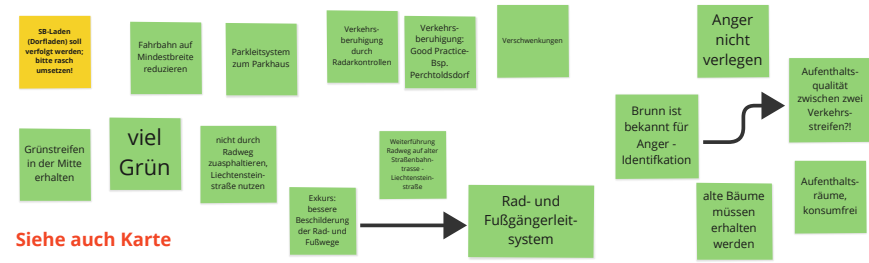 SB-Laden
(Dorfladen) soll
verfolgt werden;
bitte rasch
umsetzen!
Fahrbahn auf
Mindestbreite
reduzieren
Parkleitsystem
zum Parkhaus
Verkehrs-
beruhigung
durch
Radarkontrollen
Verkehrs-
beruhigung:
Good Practice-
Bsp.
Perchtoldsdorf
Verschwenkungen
Anger
nicht
verlegen
Aufenthalts-
qualität
zwischen zwei
Verkehrs-
streifen?!
Brunn ist
bekannt für
Anger -
Identifkation
Grünstreifen
in der Mitte
erhalten
viel
Grün
nicht durch
Radweg
zuasphaltieren,
Liechtenstein-
straße nutzen
Weiterführung
Radweg auf alter
Straßenbahn-
trasse -
Liechtenstein-
straße
Exkurs:
bessere
Beschilderung
der Rad- und
Fußwege
Rad- und
Fußgängerleit-
system
alte Bäume
müssen
erhalten
werden
Aufenthalts-
räume,
konsumfrei
Siehe auch Karte